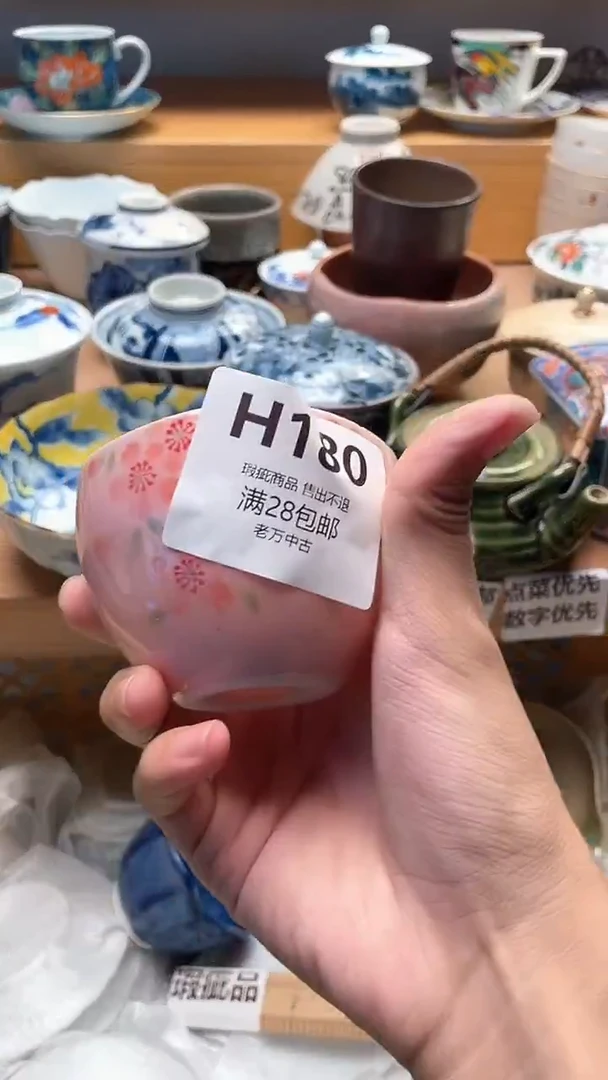 H180
瑕疵商品 售出不退
满28包邮
老万中古
点菜优先
数字优先
瑕疵品